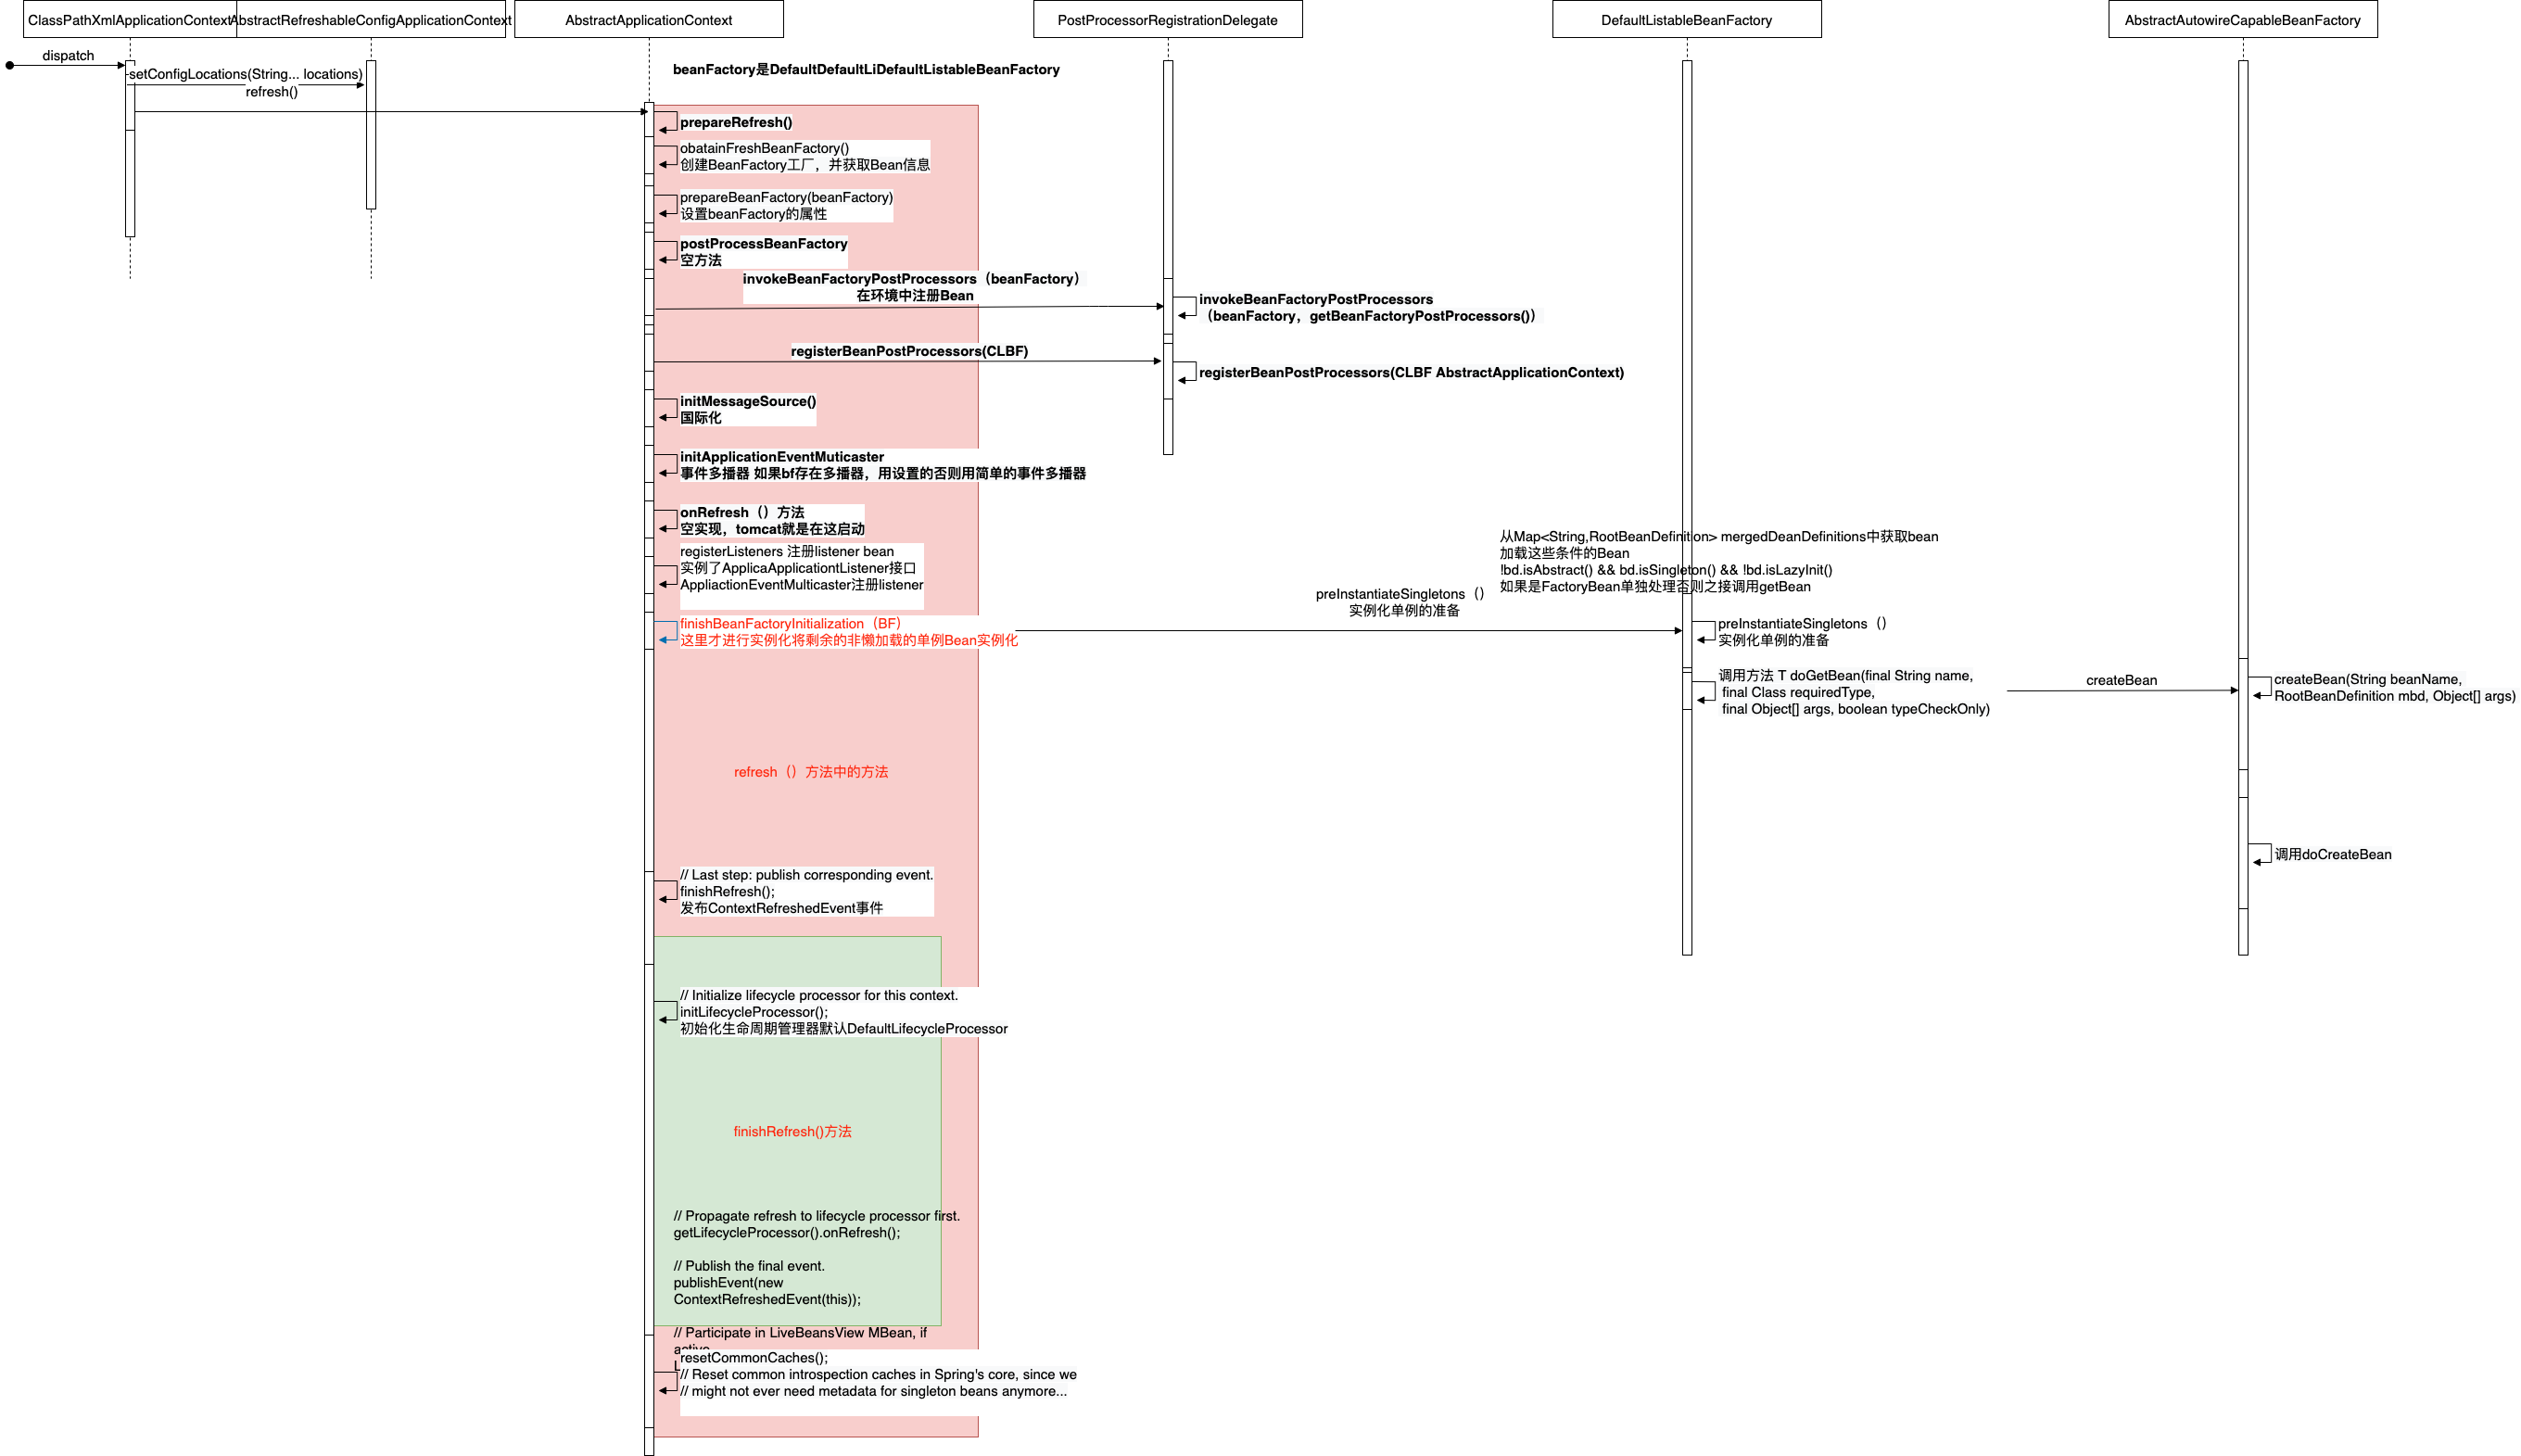 ClassPathXmlApplicationContext
AbstractRefreshableConfigApplicationContext
AbstractApplicationContext
PostProcessorRegistrationDelegate
DefaultListableBeanFactory
AbstractAutowireCapableBeanFactory
dispatch
setConfigLocations(String... locations)
refresh()
beanFactory是DefaultDefaultLiDefaultListableBeanFactory
prepareRefresh()
obatainFreshBeanFactory()
创建BeanFactory工厂，并获取Bean信息
prepareBeanFactory(beanFactory)
设置beanFactory的属性
postProcessBeanFactory
空方法
invokeBeanFactoryPostProcessors（beanFactory）
在环境中注册Bean
invokeBeanFactoryPostProcessors
（beanFactory，getBeanFactoryPostProcessors()）
registerBeanPostProcessors(CLBF)
registerBeanPostProcessors(CLBF AbstractApplicationContext)
initMessageSource()
国际化
initApplicationEventMuticaster
事件多播器 如果bf存在多播器，用设置的否则用简单的事件多播器
onRefresh（）方法
空实现，tomcat就是在这启动
registerListeners 注册listener bean
实例了ApplicaApplicationtListener接口
AppliactionEventMulticaster注册listener
从Map<String,RootBeanDefinition> mergedDeanDefinitions中获取bean
加载这些条件的Bean
!bd.isAbstract() && bd.isSingleton() && !bd.isLazyInit()
如果是FactoryBean单独处理否则之接调用getBean
preInstantiateSingletons（）
实例化单例的准备
finishBeanFactoryInitialization（BF）
这里才进行实例化将剩余的非懒加载的单例Bean实例化
preInstantiateSingletons（）
实例化单例的准备
调用方法 T doGetBean(final String name,
final Class requiredType,
final Object[] args, boolean typeCheckOnly)
createBean
createBean(String beanName,
RootBeanDefinition mbd, Object[] args)
refresh（）方法中的方法
调用doCreateBean
// Last step: publish corresponding event.
finishRefresh();
发布ContextRefreshedEvent事件
// Initialize lifecycle processor for this context.
initLifecycleProcessor();
初始化生命周期管理器默认DefaultLifecycleProcessor
finishRefresh()方法
// Propagate refresh to lifecycle processor first.
getLifecycleProcessor().onRefresh();
// Publish the final event.
publishEvent(new
ContextRefreshedEvent(this));
// Participate in LiveBeansView MBean, if
resetCommonCaches();
// Reset common introspection caches in Spring's core, since we
// might not ever need metadata for singleton beans anymore...